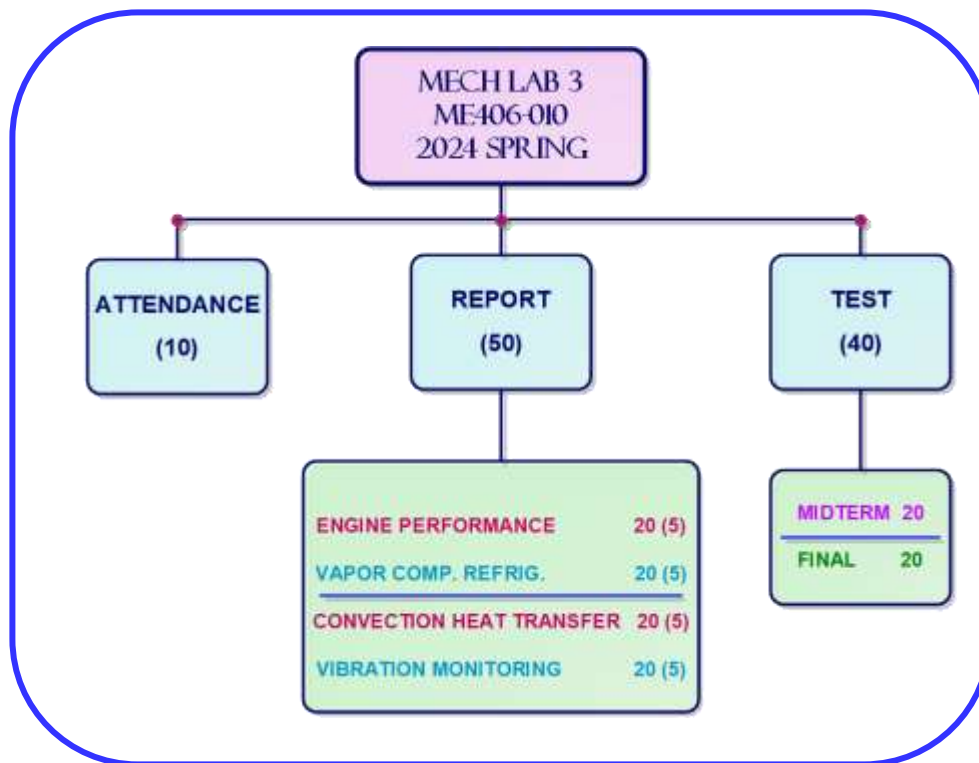 MECH LAB 3
ME406-010
2024 SPRING
ATTENDANCE
(10)
REPORT
(50)
TEST
(40)
ENGINE PERFORMANCE 20 (5)
VAPOR COMP. REFRIG. 20 (5)
CONVECTION HEAT TRANSFER 20 (5)
VIBRATION MONITORING 20 (5)
MIDTERM 20
FINAL 20